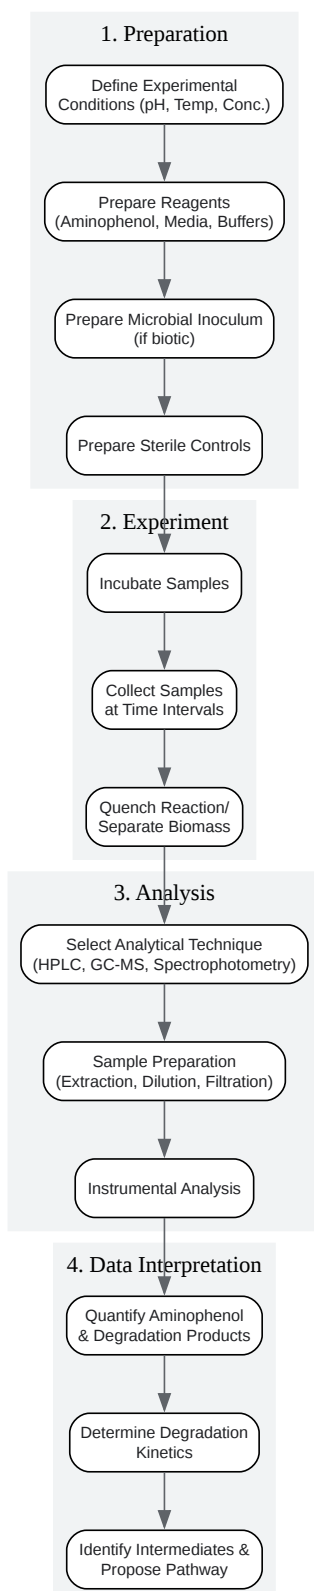 1. Preparation
Define Experimental
Conditions (pH, Temp, Conc.)
Prepare Reagents
(Aminophenol, Media, Buffers)
Prepare Microbial Inoculum
(if biotic)
Prepare Sterile Controls
2. Experiment
Incubate Samples
Collect Samples
at Time Intervals
Quench Reaction/
Separate Biomass
3. Analysis
Select Analytical Technique
(HPLC, GC-MS, Spectrophotometry)
Sample Preparation
(Extraction, Dilution, Filtration)
Instrumental Analysis
4. Data Interpretation
Quantify Aminophenol
& Degradation Products
Determine Degradation
Kinetics
Identify Intermediates &
Propose Pathway